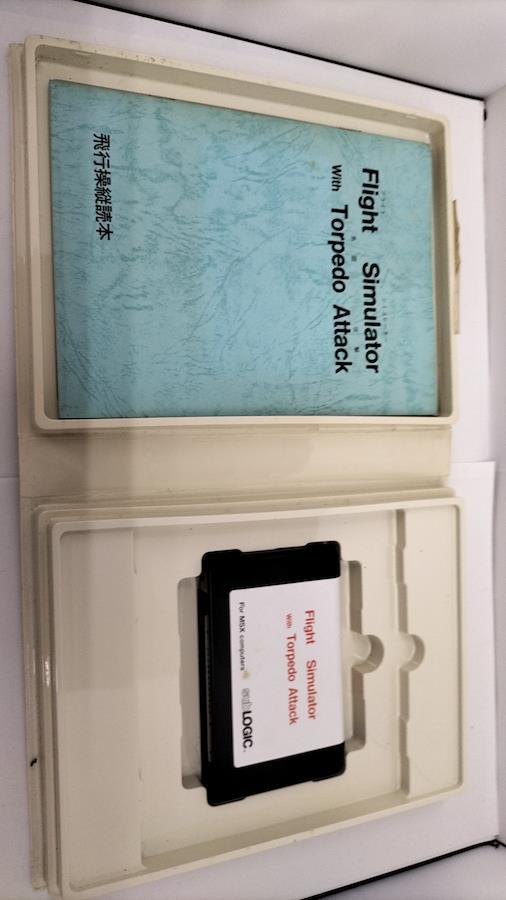 Flight Simulator
With Torpedo Attack
飛行操縦読本
Flight Simulator
With Torpedo Attack
For MSX computers
subLOGIC